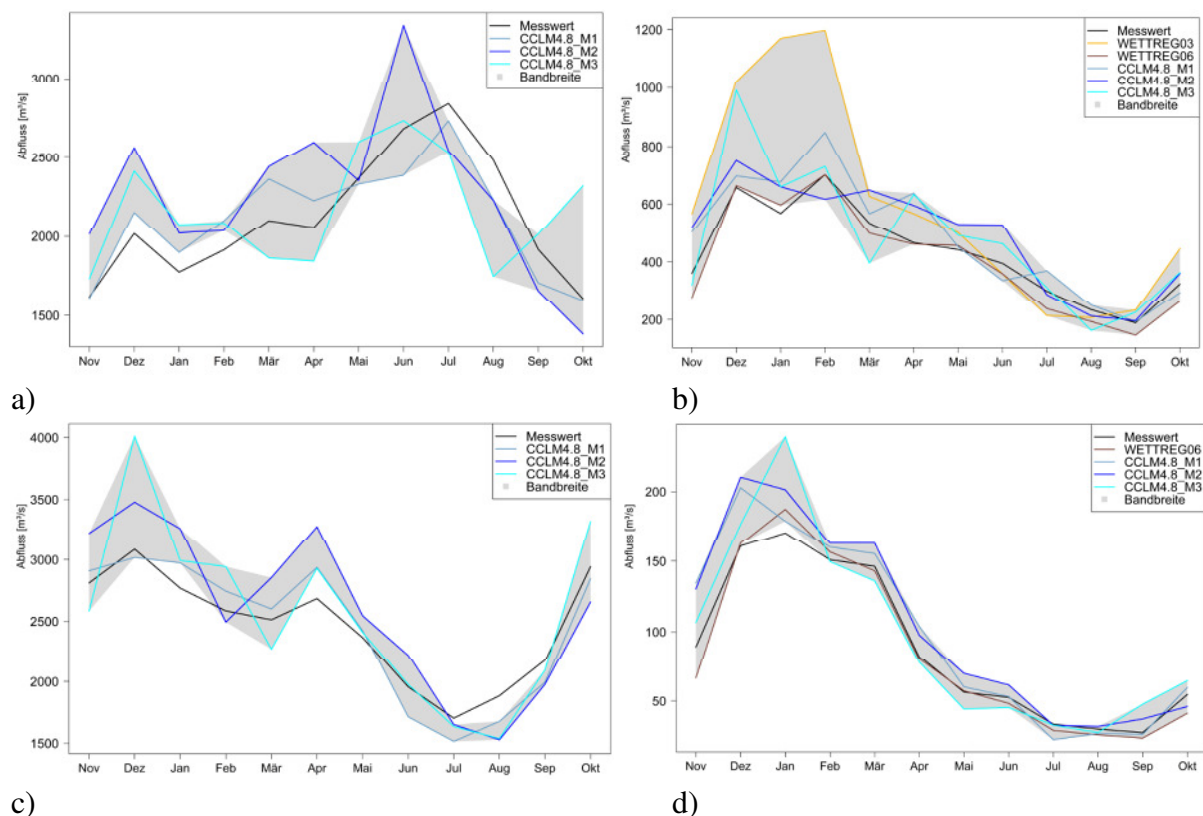 Messwert
CCLM4.8_M1
CCLM4.8_M2
CCLM4.8_M3
Bandbreite
Abfluss [m³/s]
3000
2500
2000
1500
Nov Dez Jan Feb Mär Apr Mai Jun Jul Aug Sep Okt
a)
Messwert
WETTREG03
WETTREG06
CCLM4.8_M1
CCLM4.8_M2
CCLM4.8_M3
Bandbreite
Abfluss [m³/s]
1200
1000
800
600
400
200
Nov Dez Jan Feb Mär Apr Mai Jun Jul Aug Sep Okt
b)
Messwert
CCLM4.8_M1
CCLM4.8_M2
CCLM4.8_M3
Bandbreite
Abfluss [m³/s]
4000
3500
3000
2500
2000
1500
Nov Dez Jan Feb Mär Apr Mai Jun Jul Aug Sep Okt
c)
Messwert
WETTREG06
CCLM4.8_M1
CCLM4.8_M2
CCLM4.8_M3
Bandbreite
Abfluss [m³/s]
200
150
100
50
Nov Dez Jan Feb Mär Apr Mai Jun Jul Aug Sep Okt
d)